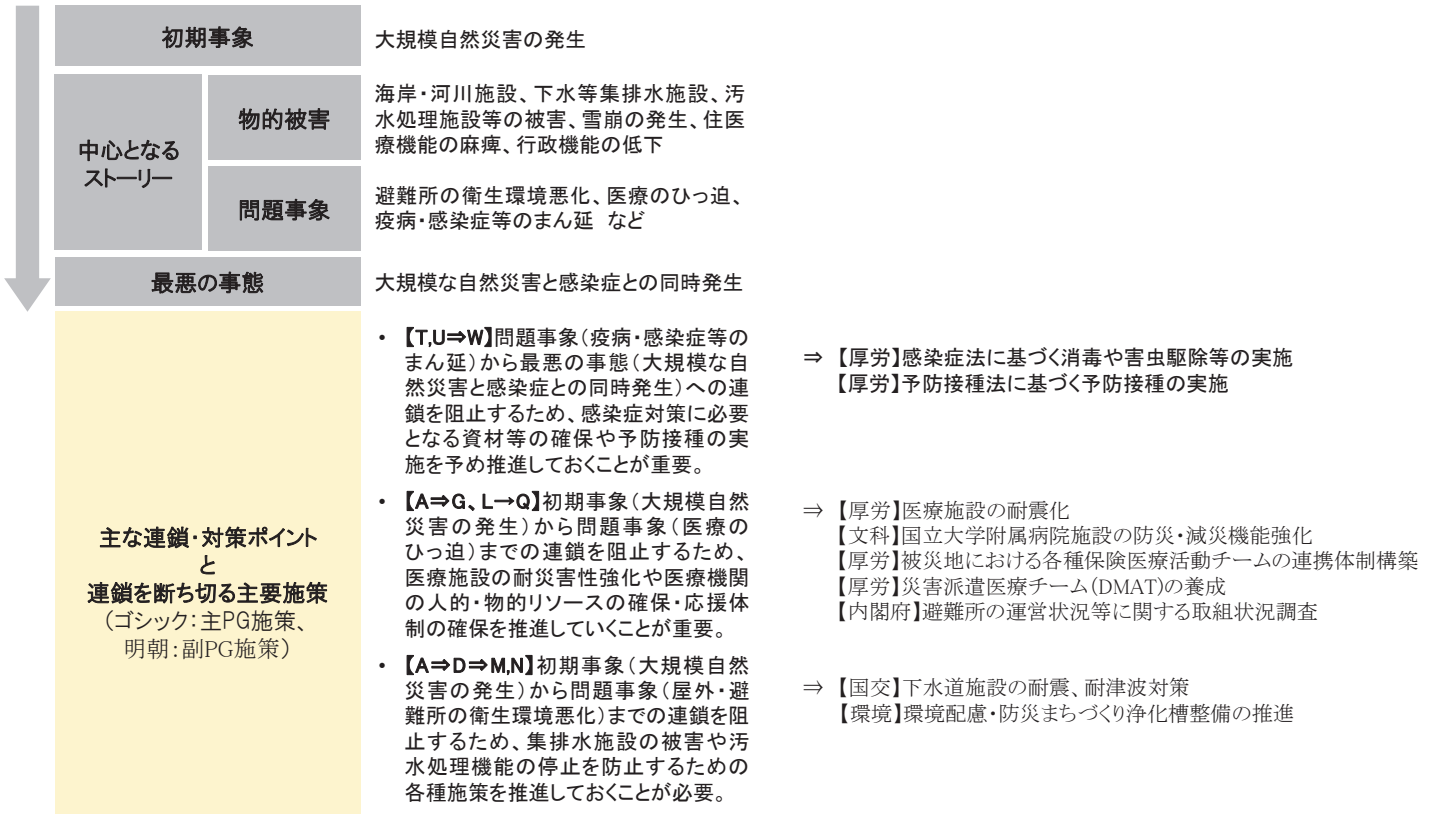 初期事象
大規模自然災害の発生
中心となる
ストーリー
物的被害
海岸・河川施設、下水等集排水施設、汚
水処理施設等の被害、雪崩の発生、住医
療機能の麻痺、行政機能の低下
問題事象
避難所の衛生環境悪化、医療のひっ迫、
疫病・感染症等のまん延 など
最悪の事態
大規模な自然災害と感染症との同時発生
主な連鎖・対策ポイント
と
連鎖を断ち切る主要施策
（ゴシック：主PG施策、
明朝：副PG施策）
・【T,U⇒W】問題事象（疫病・感染症等の
まん延）から最悪の事態（大規模な自
然災害と感染症との同時発生）への連
鎖を阻止するため、感染症対策に必要
となる資材等の確保や予防接種の実
施を予め推進しておくことが重要。
⇒ 【厚労】感染症法に基づく消毒や害虫駆除等の実施
【厚労】予防接種法に基づく予防接種の実施
・【A⇒G、L→Q】初期事象（大規模自然
災害の発生）から問題事象（医療の
ひっ迫）までの連鎖を阻止するため、
医療施設の耐災害性強化や医療機関
の人的・物的リソースの確保・応援体
制の確保を推進していくことが重要。
⇒ 【厚労】医療施設の耐震化
【文科】国立大学附属病院施設の防災・減災機能強化
【厚労】被災地における各種保険医療活動チームの連携体制構築
【厚労】災害派遣医療チーム(DMAT)の養成
【内閣府】避難所の運営状況等に関する取組状況調査
・【A⇒D⇒M,N】初期事象（大規模自然
災害の発生）から問題事象（屋外・避
難所の衛生環境悪化）までの連鎖を阻
止するため、集排水施設の被害や汚
水処理機能の停止を防止するための
各種施策を推進しておくことが必要。
⇒ 【国交】下水道施設の耐震、耐津波対策
【環境】環境配慮・防災まちづくり浄化槽整備の推進